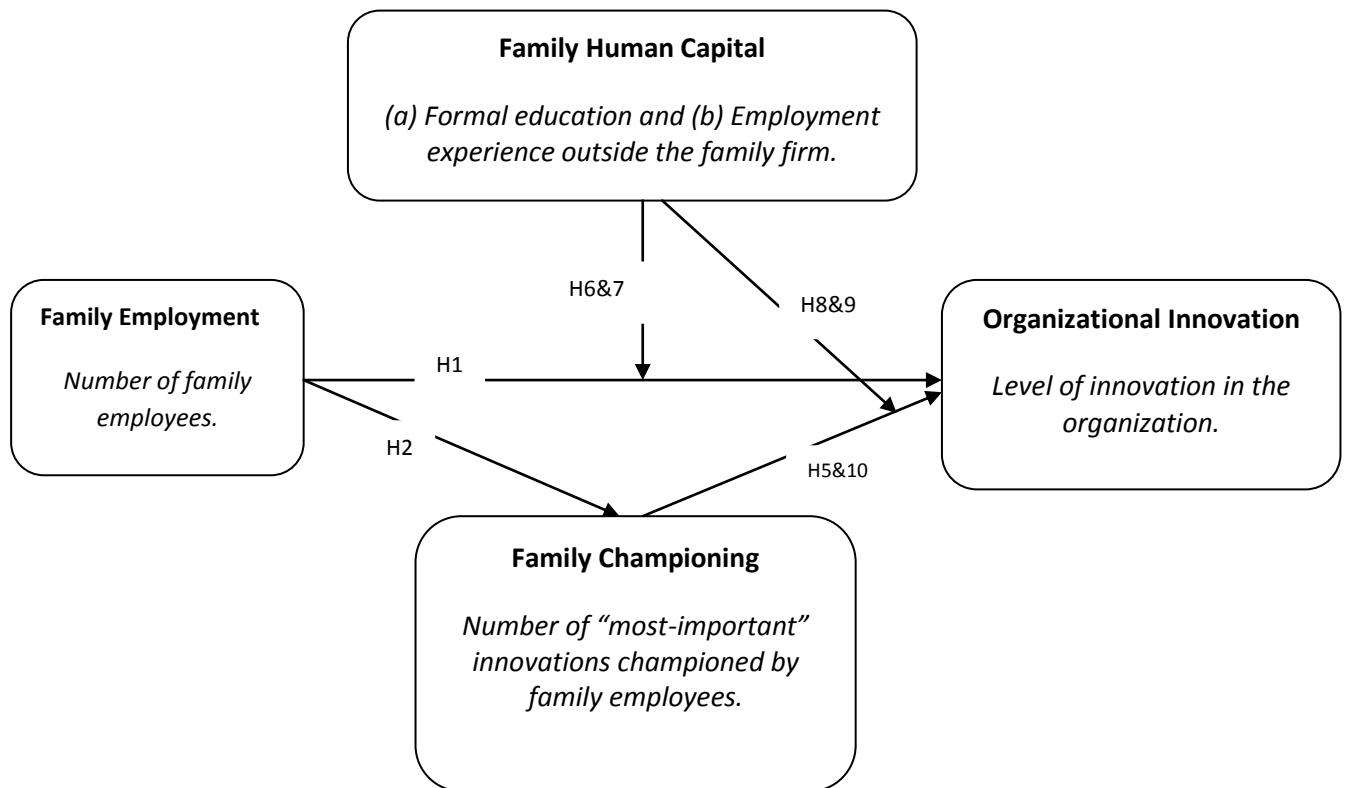 Family Human Capital
(a) Formal education and (b) Employment
experience outside the family firm.
H6&7
H8&9
Family Employment
Number of family
employees.
H1
H2
Organizational Innovation
Level of innovation in the
organization.
H5&10
Family Championing
Number of “most-important”
innovations championed by
family employees.